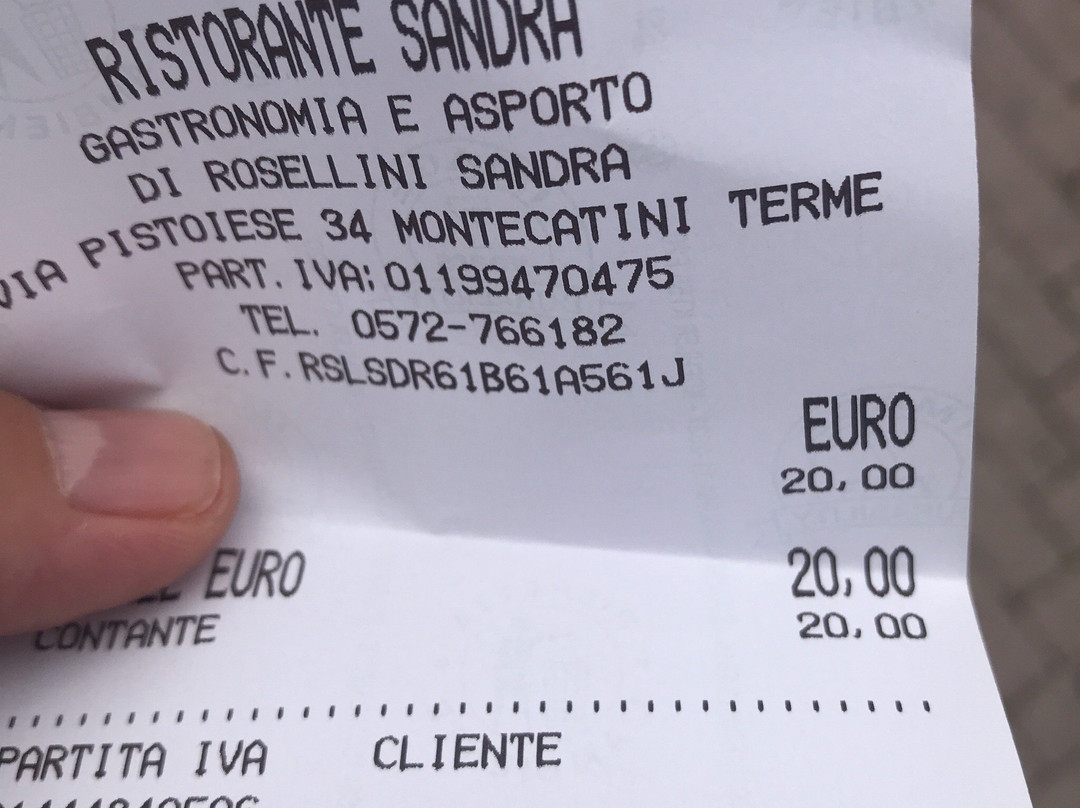 RISTORANTE SANDRA
GASTRONOMIA E ASPORTO
DI ROSELLINI SANDRA
VIA PISTOIESE 34 MONTECATINI TERME
PART. IVA: 01199470475
TEL. 0572-766182
C.F.RSLSDR61B61A561J
EURO
20,00
EURO 20,00
CONTANTE 20,00
PARTITA IVA CLIENTE